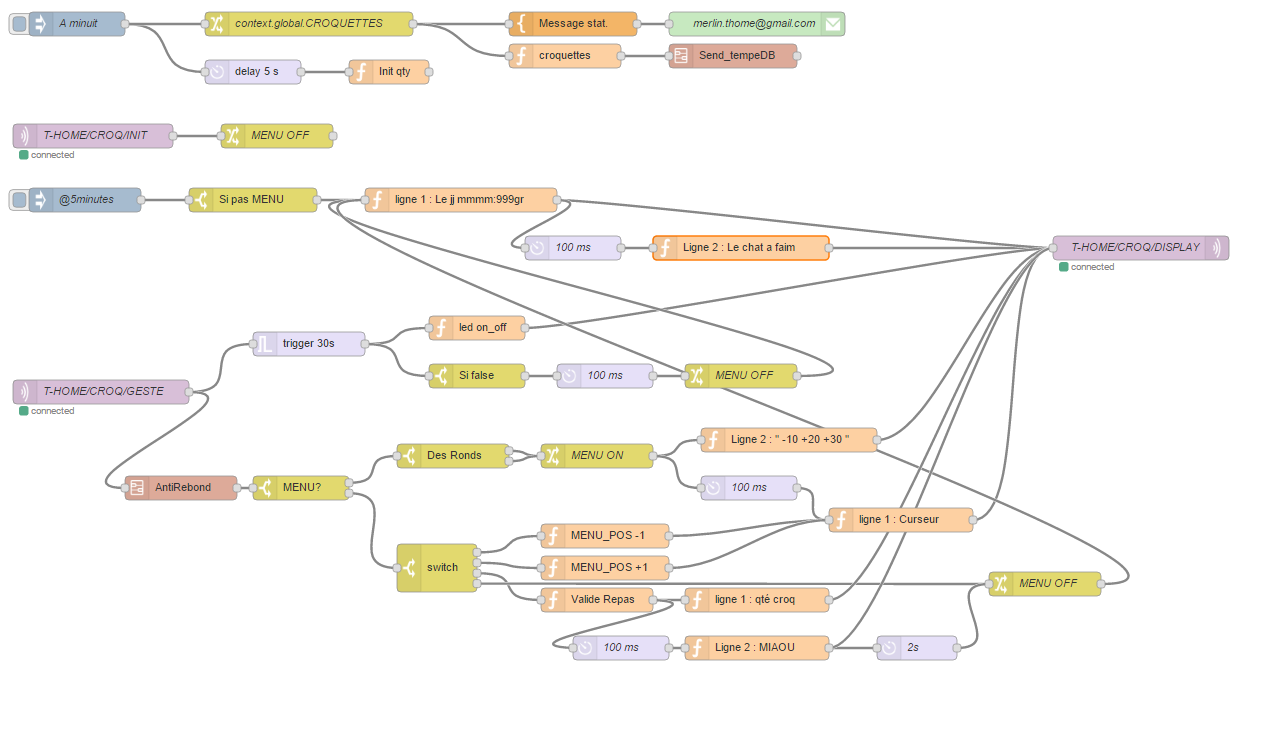 A minuit
context.global.CROQUETTES
Message stat.
merlin.thome@gmail.com
croquettes
Send_tempeDB
delay 5 s
Init qty
T-HOME/CROQ/INIT
MENU OFF
connected
@5minutes
Si pas MENU
ligne 1 : Le jj mmmm:999gr
100 ms
Ligne 2 : Le chat a faim
T-HOME/CROQ/DISPLAY
connected
led on_off
trigger 30s
Si false
100 ms
MENU OFF
T-HOME/CROQ/GESTE
connected
Ligne 2 : " -10 +20 +30 "
Des Ronds
MENU ON
AntiRebond
MENU?
100 ms
ligne 1 : Curseur
MENU_POS -1
switch
MENU_POS +1
MENU OFF
Valide Repas
ligne 1 : qté croq
100 ms
Ligne 2 : MIAOU
2s